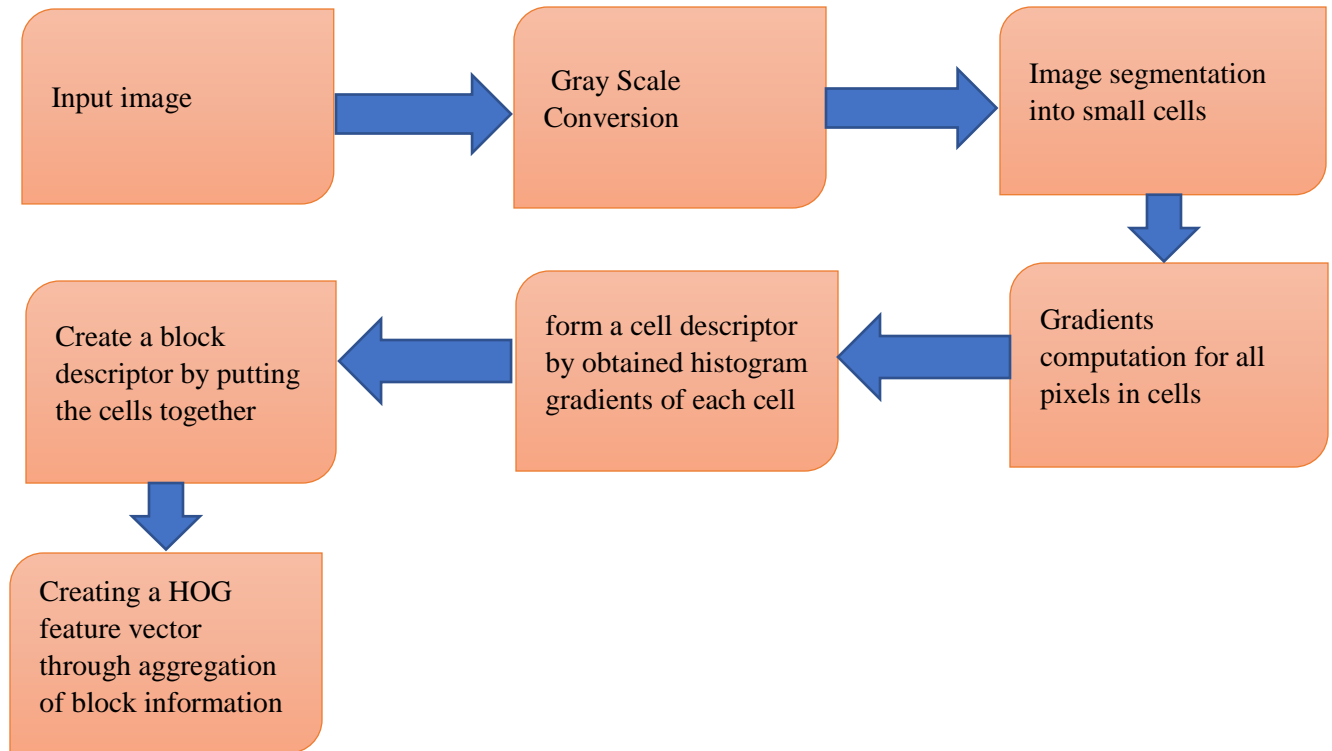 Input image
Gray Scale
Conversion
Image segmentation
into small cells
Gradients
computation for all
pixels in cells
form a cell descriptor
by obtained histogram
gradients of each cell
Create a block
descriptor by putting
the cells together
Creating a HOG
feature vector
through aggregation
of block information